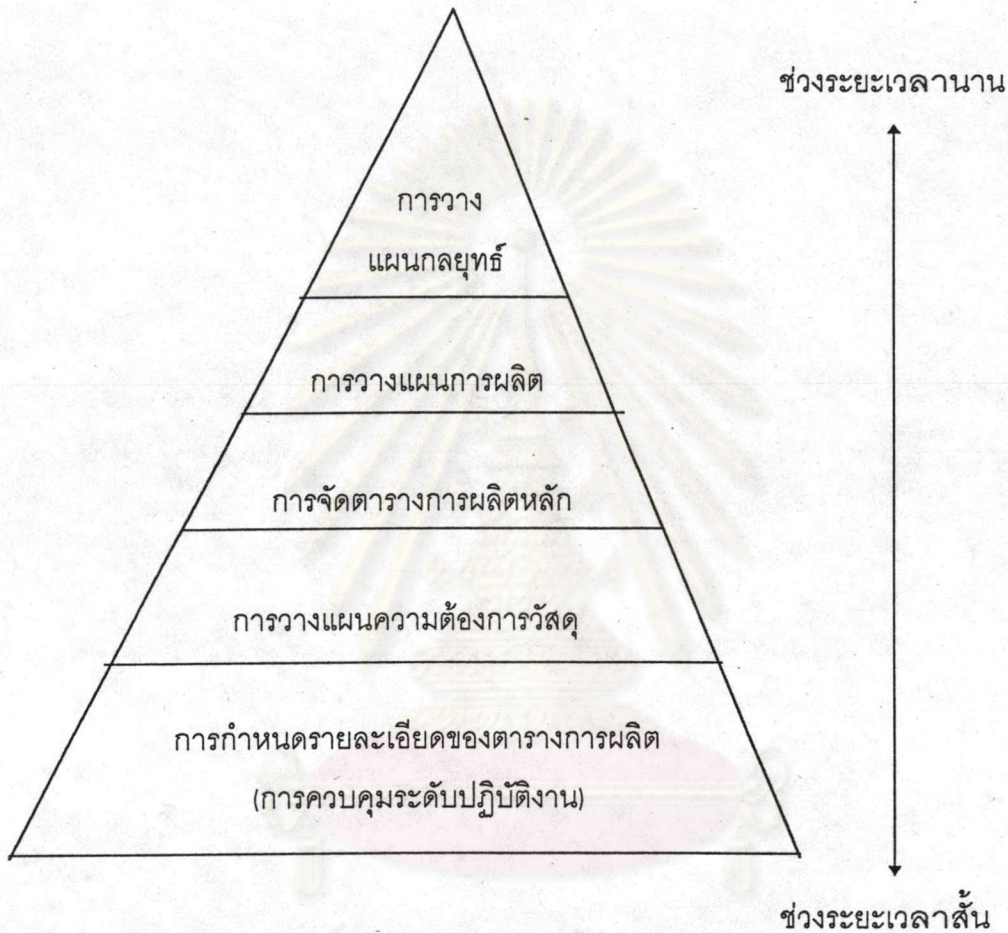 ช่วงระยะเวลานาน
การวาง
แผนกลยุทธ์
การวางแผนการผลิต
การจัดตารางการผลิตหลัก
การวางแผนความต้องการวัสดุ
การกำหนดรายละเอียดของตารางการผลิต
(การควบคุมระดับปฏิบัติงาน)
ช่วงระยะเวลาสั้น